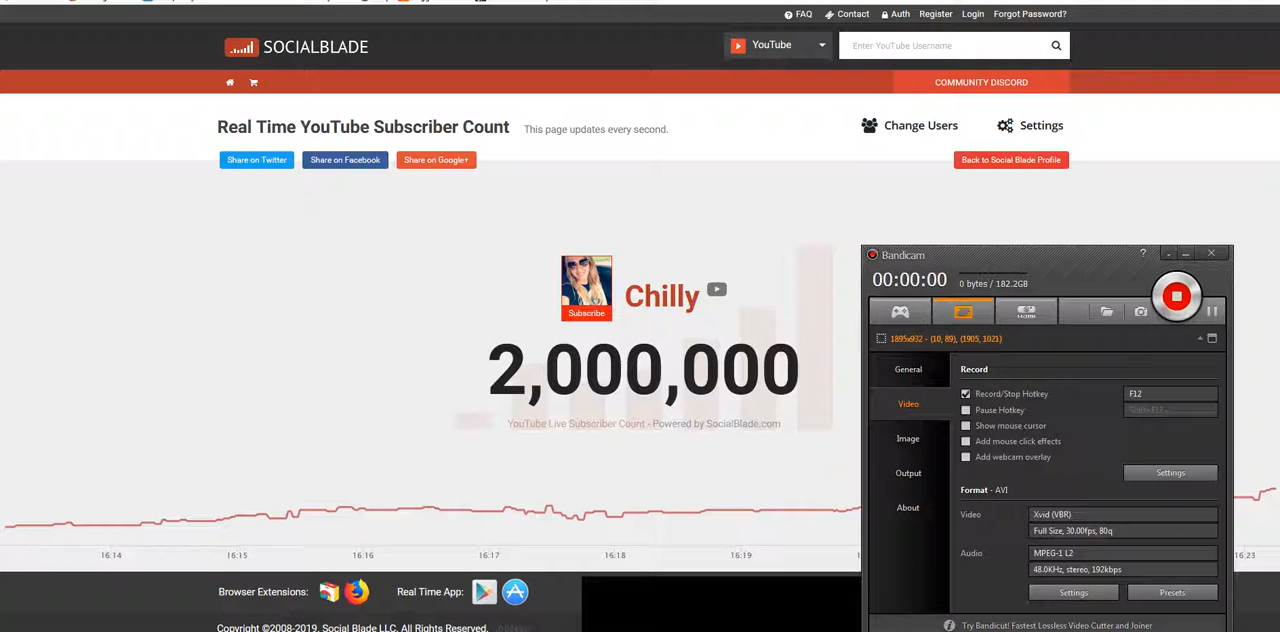 FAQ Contact Auth Register Login Forgot Password?
SOCIALBLADE
YouTube
Enter YouTube Username
COMMUNITY DISCORD
Real Time YouTube Subscriber Count This page updates every second.
Change Users Settings
Share on Twitter Share on Facebook Share on Google+
Back to Social Blade Profile
Subscribe
Chilly
2,000,000
YouTube Live Subscriber Count - Powered by SocialBlade.com
16:14 16:15 16:16 16:17 16:18 16:19 16:23
Browser Extensions: Real Time App:
Copyright ©2008-2019, Social Blade LLC. All Rights Reserved.
Bandicam
?
00:00:00
0 bytes / 182.2GB
HDMI
1895x932 - (10, 89), (1905, 1021)
General
Video
Image
Output
About
Record
Record/Stop Hotkey F12
Pause Hotkey
Show mouse cursor
Add mouse click effects
Add webcam overlay
Settings
Format - AVI
Video Xvid (VBR)
Full Size, 30.00fps, 80q
Audio MPEG-1 L2
48.0KHz, stereo, 192kbps
Settings Presets
Try Bandicut! Fastest Lossless Video Cutter and Joiner